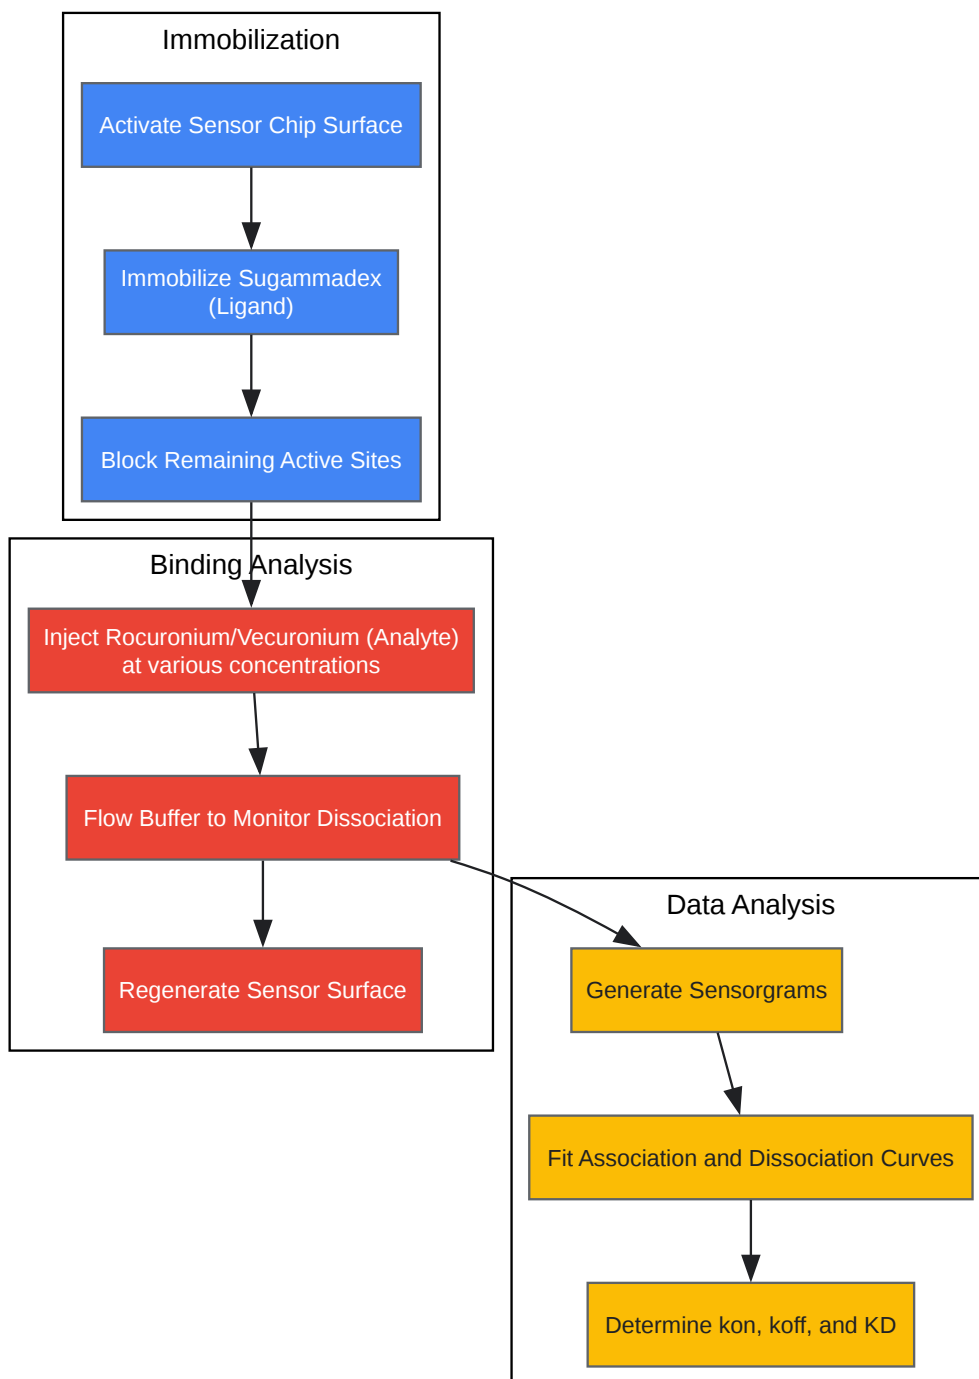 Immobilization
Activate Sensor Chip Surface
Immobilize Sugammadex
(Ligand)
Block Remaining Active Sites
Binding Analysis
Inject Rocuronium/Vecuronium (Analyte)
at various concentrations
Flow Buffer to Monitor Dissociation
Regenerate Sensor Surface
Data Analysis
Generate Sensorgrams
Fit Association and Dissociation Curves
Determine kon, koff, and KD